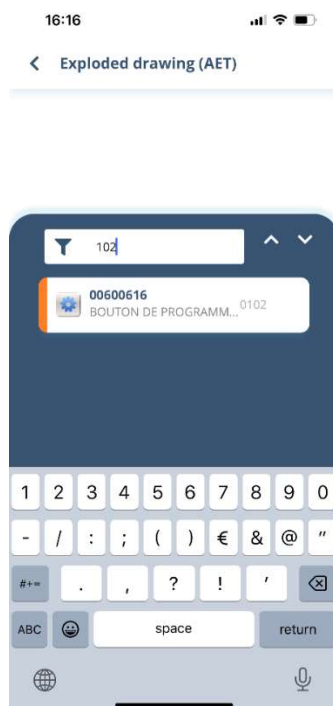 16:16
Exploded drawing (AET)
102
00600616
BOUTON DE PROGRAMM... 0102
1 2 3 4 5 6 7 8 9 0
- / : ; ( ) € & @ "
#+= . , ? ! '
ABC space return